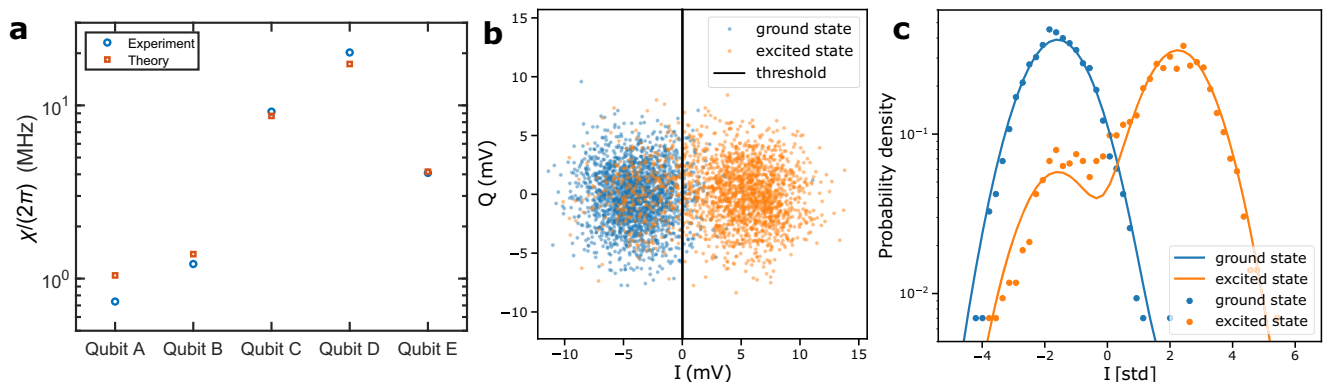 a
Experiment
Theory
χ/(2π) (MHz)
10¹
10⁰
Qubit A Qubit B Qubit C Qubit D Qubit E
b
ground state
excited state
threshold
Q (mV)
15
10
5
0
−5
−10
−10 −5 0 5 10 15
I (mV)
c
Probability density
10⁻¹
10⁻²
ground state
excited state
ground state
excited state
−4 −2 0 2 4 6
I [std]